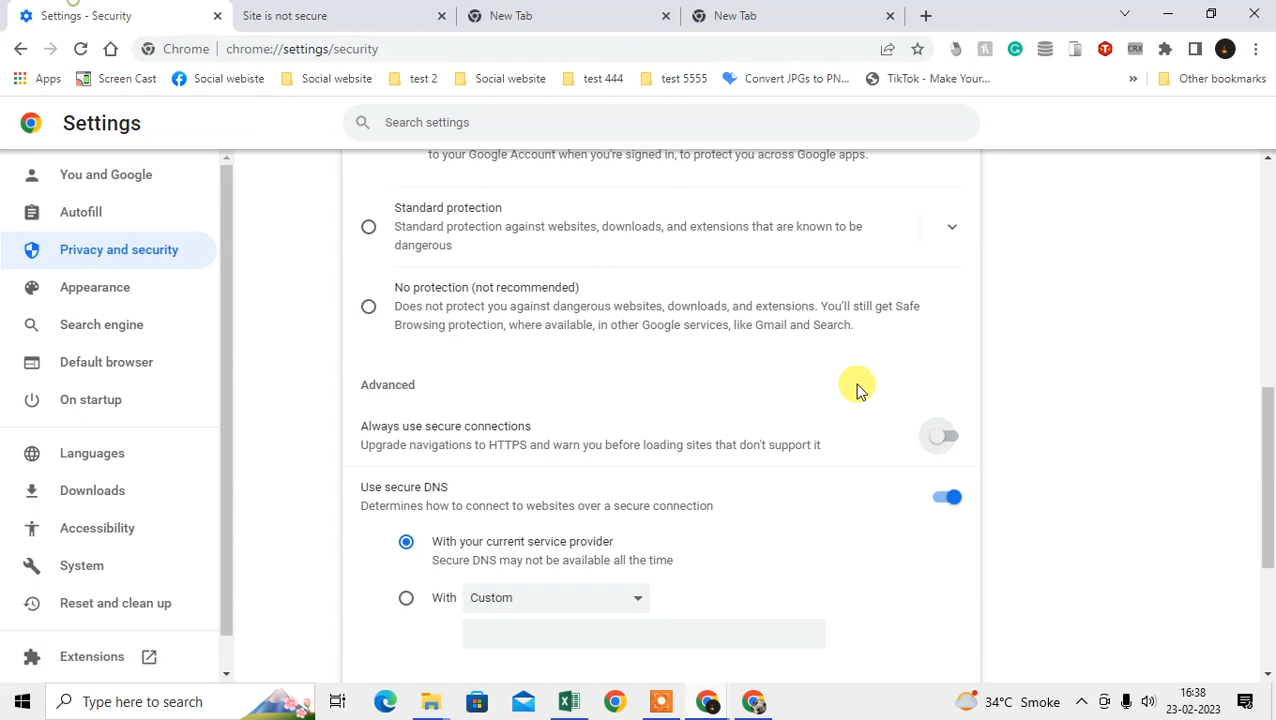 Settings - Security
Site is not secure
New Tab
New Tab
Chrome
chrome://settings/security
CRX
Apps
Screen Cast
Social webiste
Social website
test 2
Social website
test 444
test 5555
Convert JPGs to PN...
TikTok - Make Your...
»
Other bookmarks
Settings
Search settings
You and Google
Autofill
Privacy and security
Appearance
Search engine
Default browser
On startup
Languages
Downloads
Accessibility
System
Reset and clean up
Extensions
to your Google Account when you're signed in, to protect you across Google apps.
Standard protection
Standard protection against websites, downloads, and extensions that are known to be
dangerous
No protection (not recommended)
Does not protect you against dangerous websites, downloads, and extensions. You'll still get Safe
Browsing protection, where available, in other Google services, like Gmail and Search.
Advanced
Always use secure connections
Upgrade navigations to HTTPS and warn you before loading sites that don't support it
Use secure DNS
Determines how to connect to websites over a secure connection
With your current service provider
Secure DNS may not be available all the time
With
Custom
Type here to search
34°C Smoke
16:38
23-02-2023